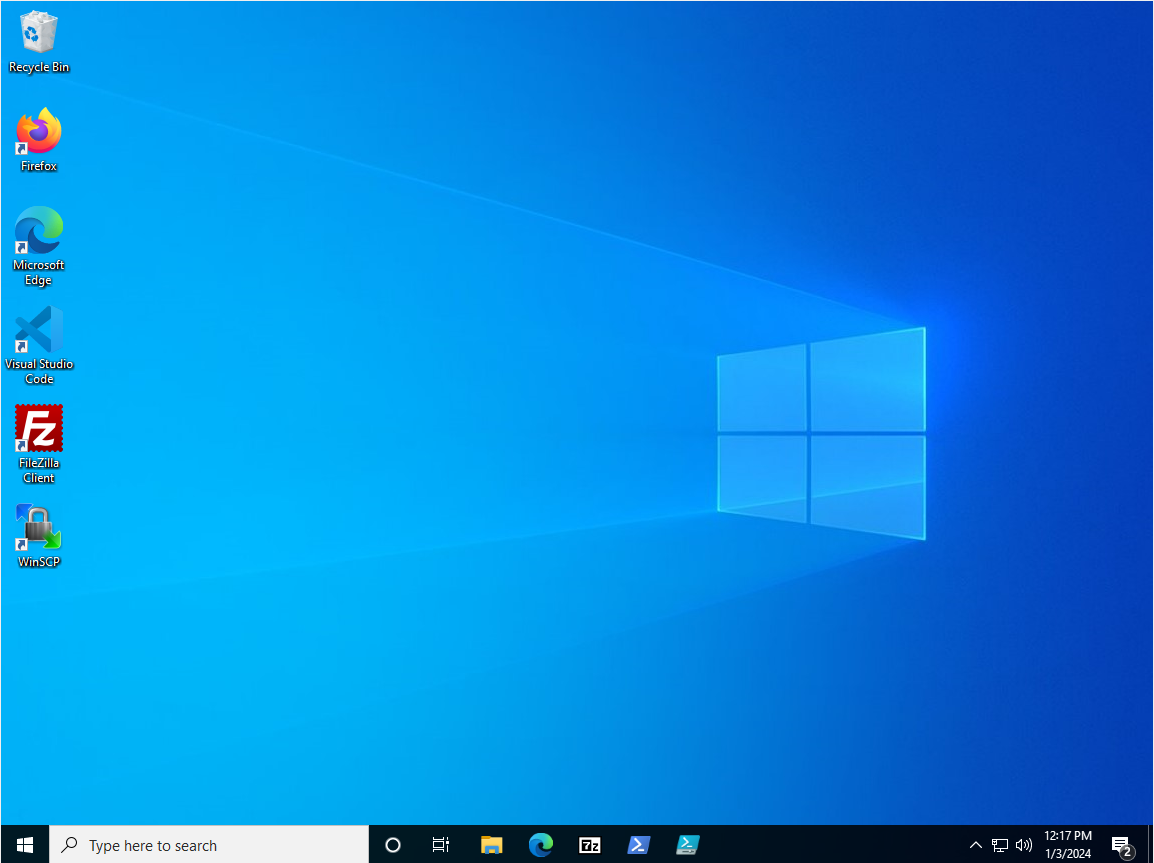 Recycle Bin
Firefox
Microsoft
Edge
Visual Studio
Code
Fz
FileZilla
Client
WinSCP
Type here to search
7z
12:17 PM
1/3/2024
2